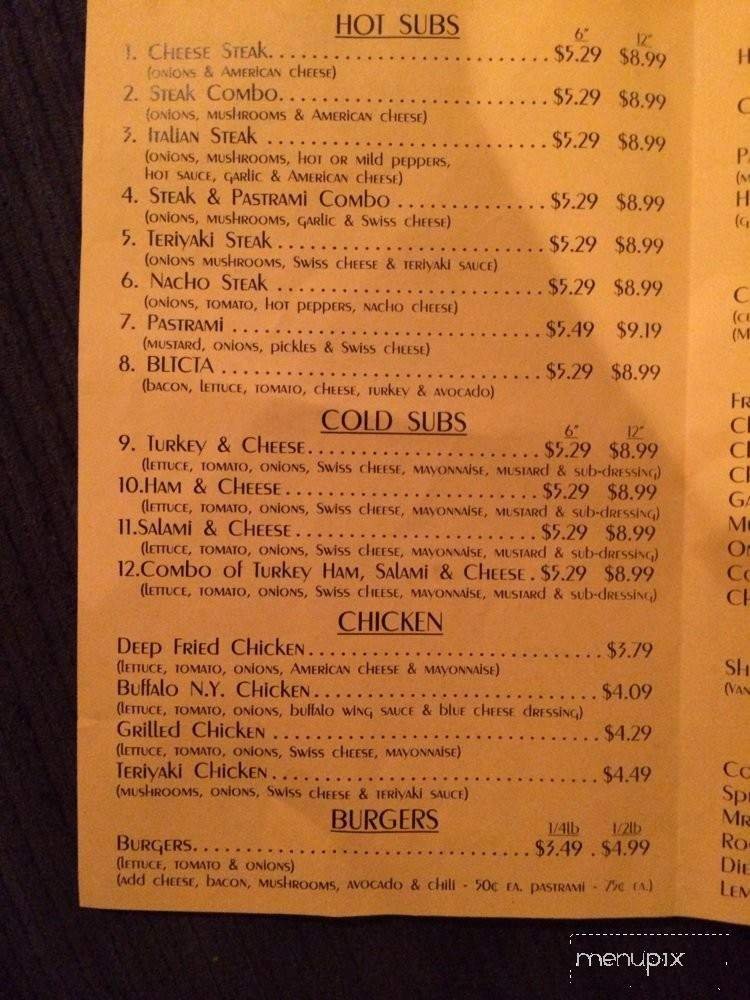 HOT SUBS
6" 12"
1. Cheese Steak. . . . . . . . . . . . . . . . . . . . . . . . . . $5.29 $8.99
(onions & American cheese)
2. Steak Combo. . . . . . . . . . . . . . . . . . . . . . . . . $5.29 $8.99
(onions, mushrooms & American cheese)
3. Italian Steak . . . . . . . . . . . . . . . . . . . . . . . . . . $5.29 $8.99
(onions, mushrooms, hot or mild peppers,
hot sauce, garlic & American cheese)
4. Steak & Pastrami Combo . . . . . . . . . . . . . . $5.29 $8.99
(onions, mushrooms, garlic & Swiss cheese)
5. Teriyaki Steak . . . . . . . . . . . . . . . . . . . . . . . . . $5.29 $8.99
(onions mushrooms, Swiss cheese & teriyaki sauce)
6. Nacho Steak . . . . . . . . . . . . . . . . . . . . . . . . . $5.29 $8.99
(onions, tomato, hot peppers, nacho cheese)
7. Pastrami . . . . . . . . . . . . . . . . . . . . . . . . . . . . . $5.49 $9.19
(mustard, onions, pickles & Swiss cheese)
8. BLTCTA . . . . . . . . . . . . . . . . . . . . . . . . . . . . . . $5.29 $8.99
(bacon, lettuce, tomato, cheese, turkey & avocado)
COLD SUBS
6" 12"
9. Turkey & Cheese. . . . . . . . . . . . . . . . . . . . . . $5.29 $8.99
(lettuce, tomato, onions, Swiss cheese, mayonnaise, mustard & sub-dressing)
10.Ham & Cheese . . . . . . . . . . . . . . . . . . . . . . . . $5.29 $8.99
(lettuce, tomato, onions, Swiss cheese, mayonnaise, mustard & sub-dressing)
11.Salami & Cheese . . . . . . . . . . . . . . . . . . . . . . . $5.29 $8.99
(lettuce, tomato, onions, Swiss cheese, mayonnaise, mustard & sub-dressing)
12.Combo of Turkey Ham, Salami & Cheese . $5.29 $8.99
(lettuce, tomato, onions, Swiss cheese, mayonnaise, mustard & sub-dressing)
CHICKEN
Deep Fried Chicken. . . . . . . . . . . . . . . . . . . . . . . . . . . $3.79
(lettuce, tomato, onions, American cheese & mayonnaise)
Buffalo N.Y. Chicken. . . . . . . . . . . . . . . . . . . . . . . . . . $4.09
(lettuce, tomato, onions, buffalo wing sauce & blue cheese dressing)
Grilled Chicken . . . . . . . . . . . . . . . . . . . . . . . . . . . . . . $4.29
(lettuce, tomato, onions, Swiss cheese, mayonnaise)
Teriyaki Chicken . . . . . . . . . . . . . . . . . . . . . . . . . . . . . . $4.49
(mushrooms, onions, Swiss cheese & teriyaki sauce)
BURGERS
1/4lb 1/2lb
Burgers. . . . . . . . . . . . . . . . . . . . . . . . . . . . . . . $3.49 . $4.99
(lettuce, tomato & onions)
(add cheese, bacon, mushrooms, avocado & chili - 50¢ ea. pastrami - 75¢ ea.)
menupix